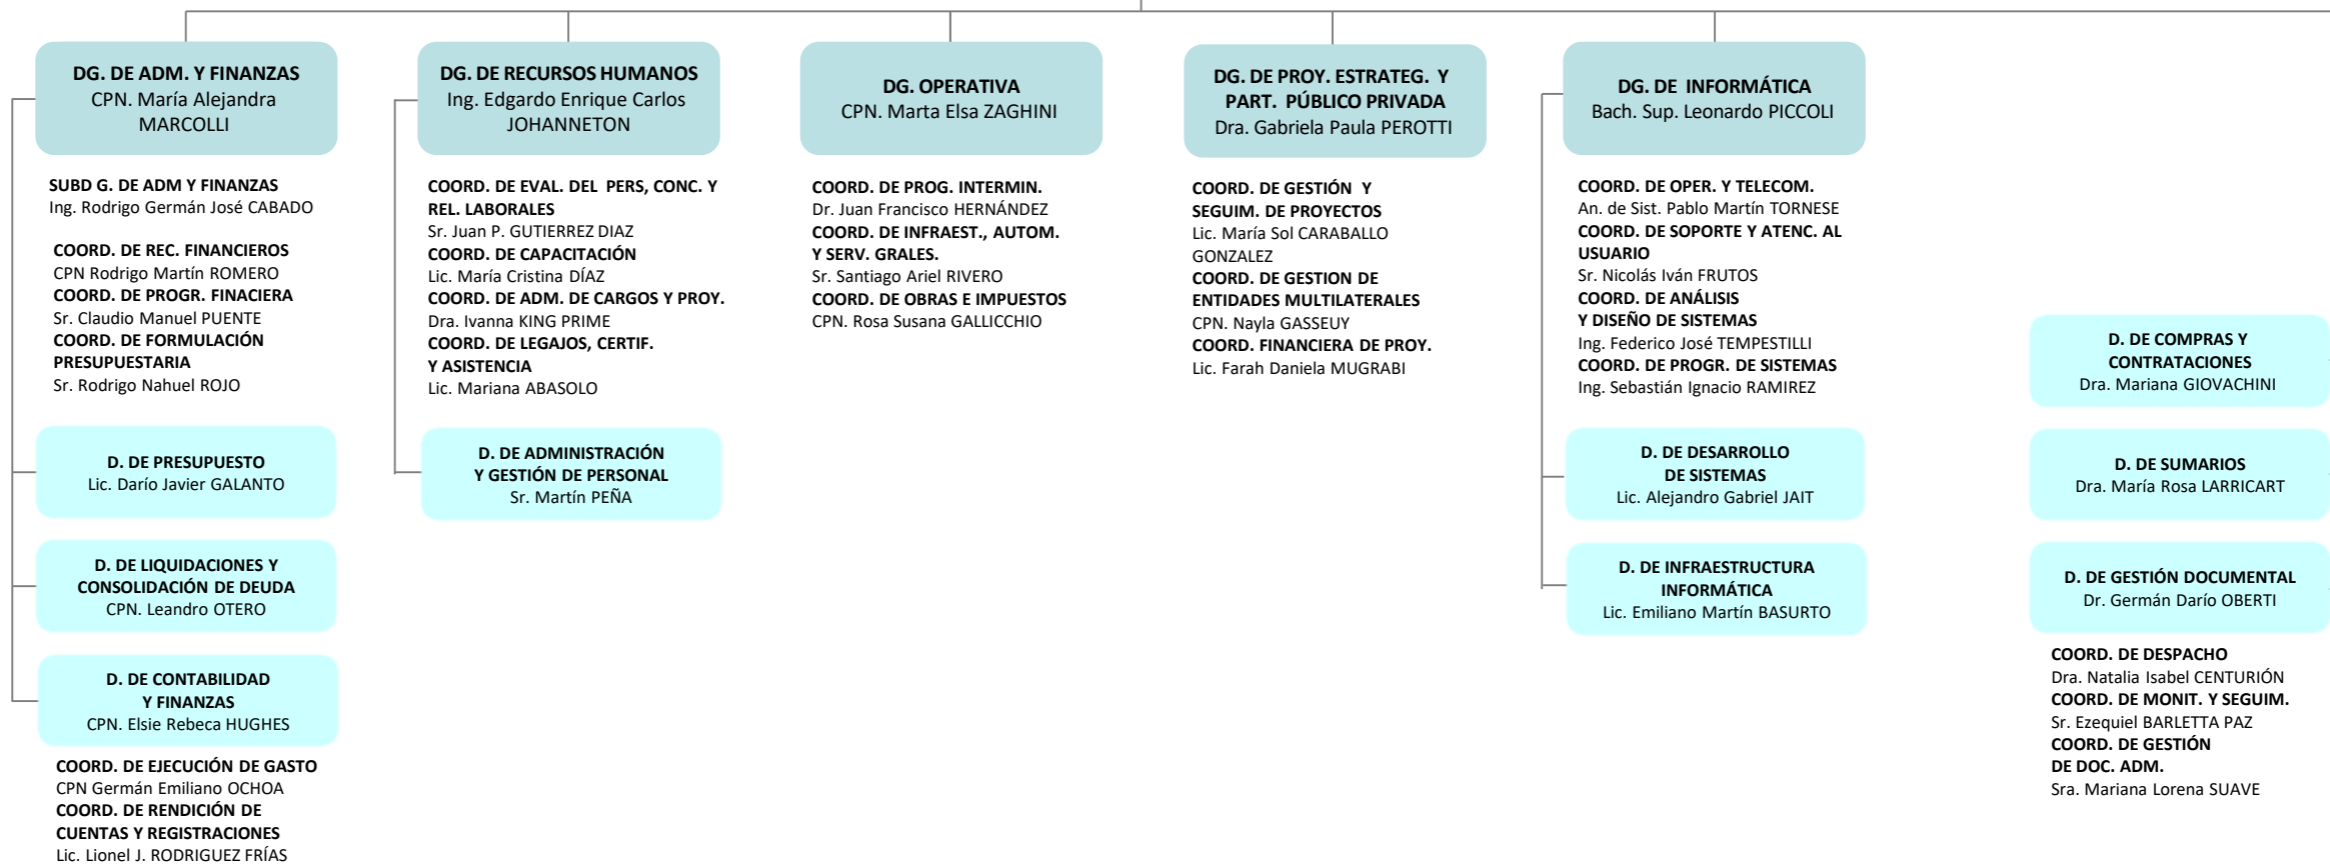 DG. DE ADM. Y FINANZAS
CPN. María Alejandra
MARCOLLI
SUBD G. DE ADM Y FINANZAS
Ing. Rodrigo Germán José CABADO
COORD. DE REC. FINANCIEROS
CPN Rodrigo Martín ROMERO
COORD. DE PROGR. FINACIERA
Sr. Claudio Manuel PUENTE
COORD. DE FORMULACIÓN
PRESUPUESTARIA
Sr. Rodrigo Nahuel ROJO
D. DE PRESUPUESTO
Lic. Darío Javier GALANTO
D. DE LIQUIDACIONES Y
CONSOLIDACIÓN DE DEUDA
CPN. Leandro OTERO
D. DE CONTABILIDAD
Y FINANZAS
CPN. Elsie Rebeca HUGHES
COORD. DE EJECUCIÓN DE GASTO
CPN Germán Emiliano OCHOA
COORD. DE RENDICIÓN DE
CUENTAS Y REGISTRACIONES
Lic. Lionel J. RODRIGUEZ FRÍAS
DG. DE RECURSOS HUMANOS
Ing. Edgardo Enrique Carlos
JOHANNETON
COORD. DE EVAL. DEL PERS, CONC. Y
REL. LABORALES
Sr. Juan P. GUTIERREZ DIAZ
COORD. DE CAPACITACIÓN
Lic. María Cristina DÍAZ
COORD. DE ADM. DE CARGOS Y PROY.
Dra. Ivanna KING PRIME
COORD. DE LEGAJOS, CERTIF.
Y ASISTENCIA
Lic. Mariana ABASOLO
D. DE ADMINISTRACIÓN
Y GESTIÓN DE PERSONAL
Sr. Martín PEÑA
DG. OPERATIVA
CPN. Marta Elsa ZAGHINI
COORD. DE PROG. INTERMIN.
Dr. Juan Francisco HERNÁNDEZ
COORD. DE INFRAEST., AUTOM.
Y SERV. GRALES.
Sr. Santiago Ariel RIVERO
COORD. DE OBRAS E IMPUESTOS
CPN. Rosa Susana GALLICCHIO
DG. DE PROY. ESTRATEG. Y
PART. PÚBLICO PRIVADA
Dra. Gabriela Paula PEROTTI
COORD. DE GESTIÓN Y
SEGUIM. DE PROYECTOS
Lic. María Sol CARABALLO
GONZALEZ
COORD. DE GESTION DE
ENTIDADES MULTILATERALES
CPN. Nayla GASSEUY
COORD. FINANCIERA DE PROY.
Lic. Farah Daniela MUGRABI
DG. DE INFORMÁTICA
Bach. Sup. Leonardo PICCOLI
COORD. DE OPER. Y TELECOM.
An. de Sist. Pablo Martín TORNESE
COORD. DE SOPORTE Y ATENC. AL
USUARIO
Sr. Nicolás Iván FRUTOS
COORD. DE ANÁLISIS
Y DISEÑO DE SISTEMAS
Ing. Federico José TEMPESTILLI
COORD. DE PROGR. DE SISTEMAS
Ing. Sebastián Ignacio RAMIREZ
D. DE DESARROLLO
DE SISTEMAS
Lic. Alejandro Gabriel JAIT
D. DE INFRAESTRUCTURA
INFORMÁTICA
Lic. Emiliano Martín BASURTO
D. DE COMPRAS Y
CONTRATACIONES
Dra. Mariana GIOVACHINI
D. DE SUMARIOS
Dra. María Rosa LARRICART
D. DE GESTIÓN DOCUMENTAL
Dr. Germán Darío OBERTI
COORD. DE DESPACHO
Dra. Natalia Isabel CENTURIÓN
COORD. DE MONIT. Y SEGUIM.
Sr. Ezequiel BARLETTA PAZ
COORD. DE GESTIÓN
DE DOC. ADM.
Sra. Mariana Lorena SUAVE